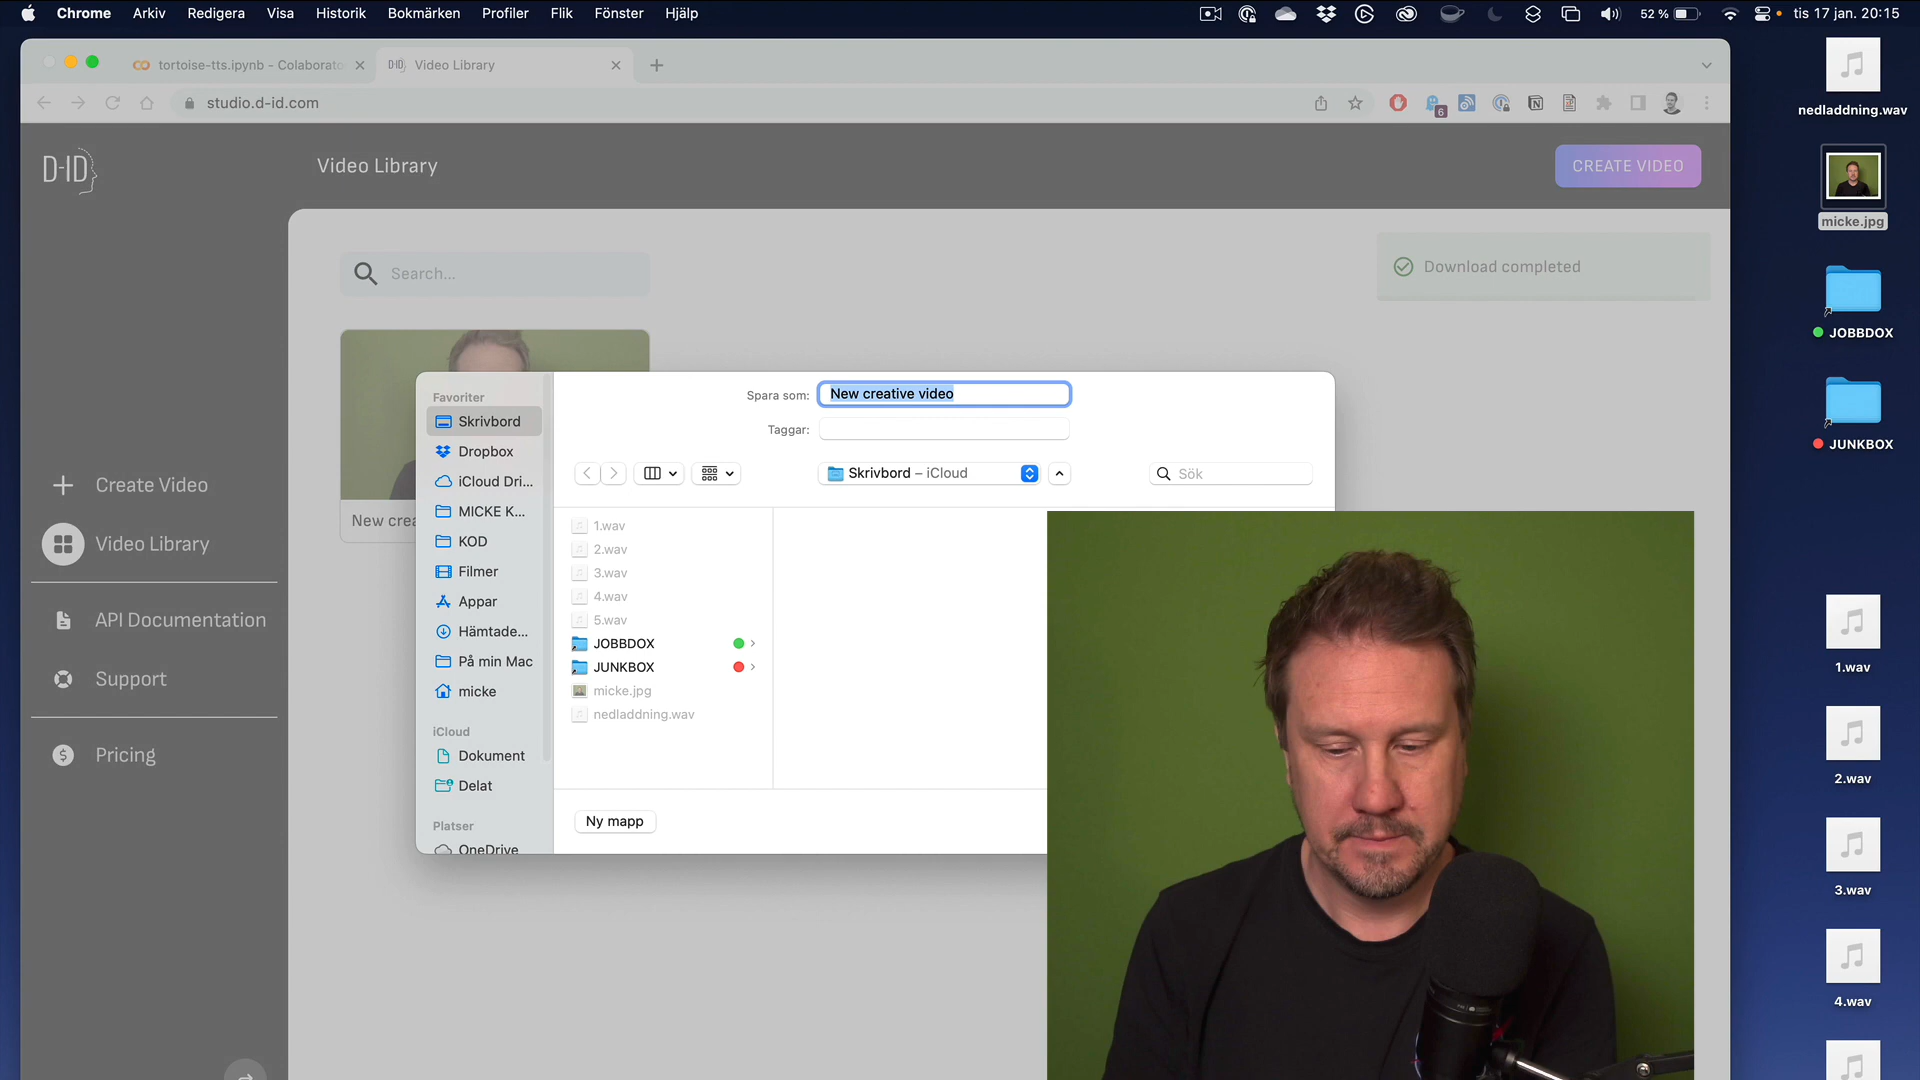 Chrome Arkiv Redigera Visa Historik Bokmärken Profiler Flik Fönster Hjälp 52 % tis 17 jan. 20:15
tortoise-tts.ipynb - Colaborato
D-ID Video Library
studio.d-id.com
6
D-ID
Video Library
CREATE VIDEO
Search...
Download completed
Create Video
Video Library
API Documentation
Support
Pricing
New crea
Favoriter
Skrivbord
Dropbox
iCloud Dri...
MICKE K...
KOD
Filmer
Appar
Hämtade...
På min Mac
micke
iCloud
Dokument
Delat
Platser
OneDrive
Spara som: New creative video
Taggar:
Skrivbord – iCloud
Sök
1.wav
2.wav
3.wav
4.wav
5.wav
JOBBDOX
JUNKBOX
micke.jpg
nedladdning.wav
Ny mapp
nedladdning.wav
micke.jpg
JOBBDOX
JUNKBOX
1.wav
2.wav
3.wav
4.wav